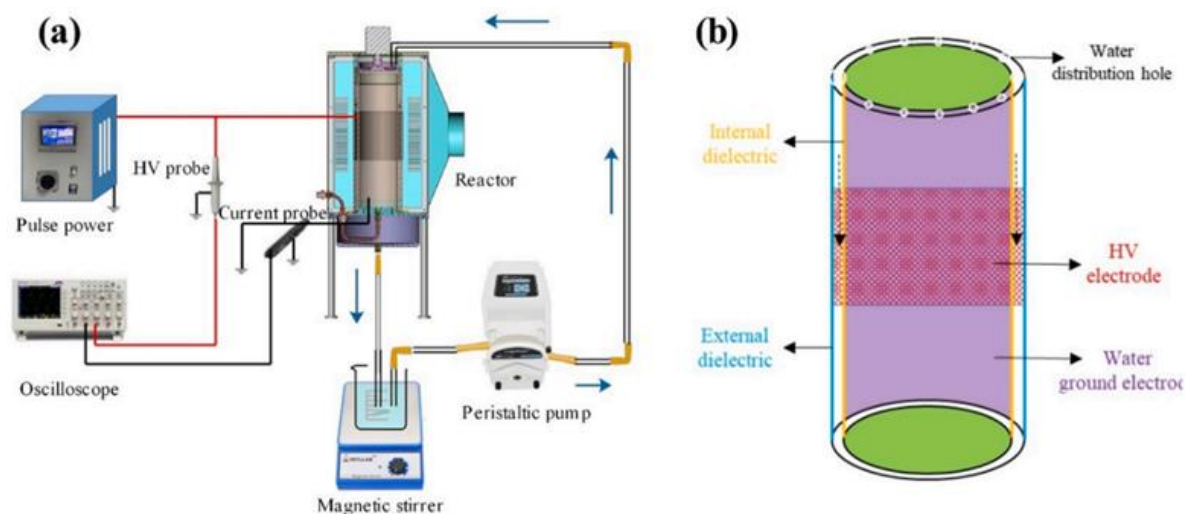 (a)
HV probe
Pulse power
Current probe
Reactor
Oscilloscope
Peristaltic pump
Magnetic stirrer
(b)
Water
distribution hole
Internal
dielectric
HV
electrode
External
dielectric
Water
ground electrod